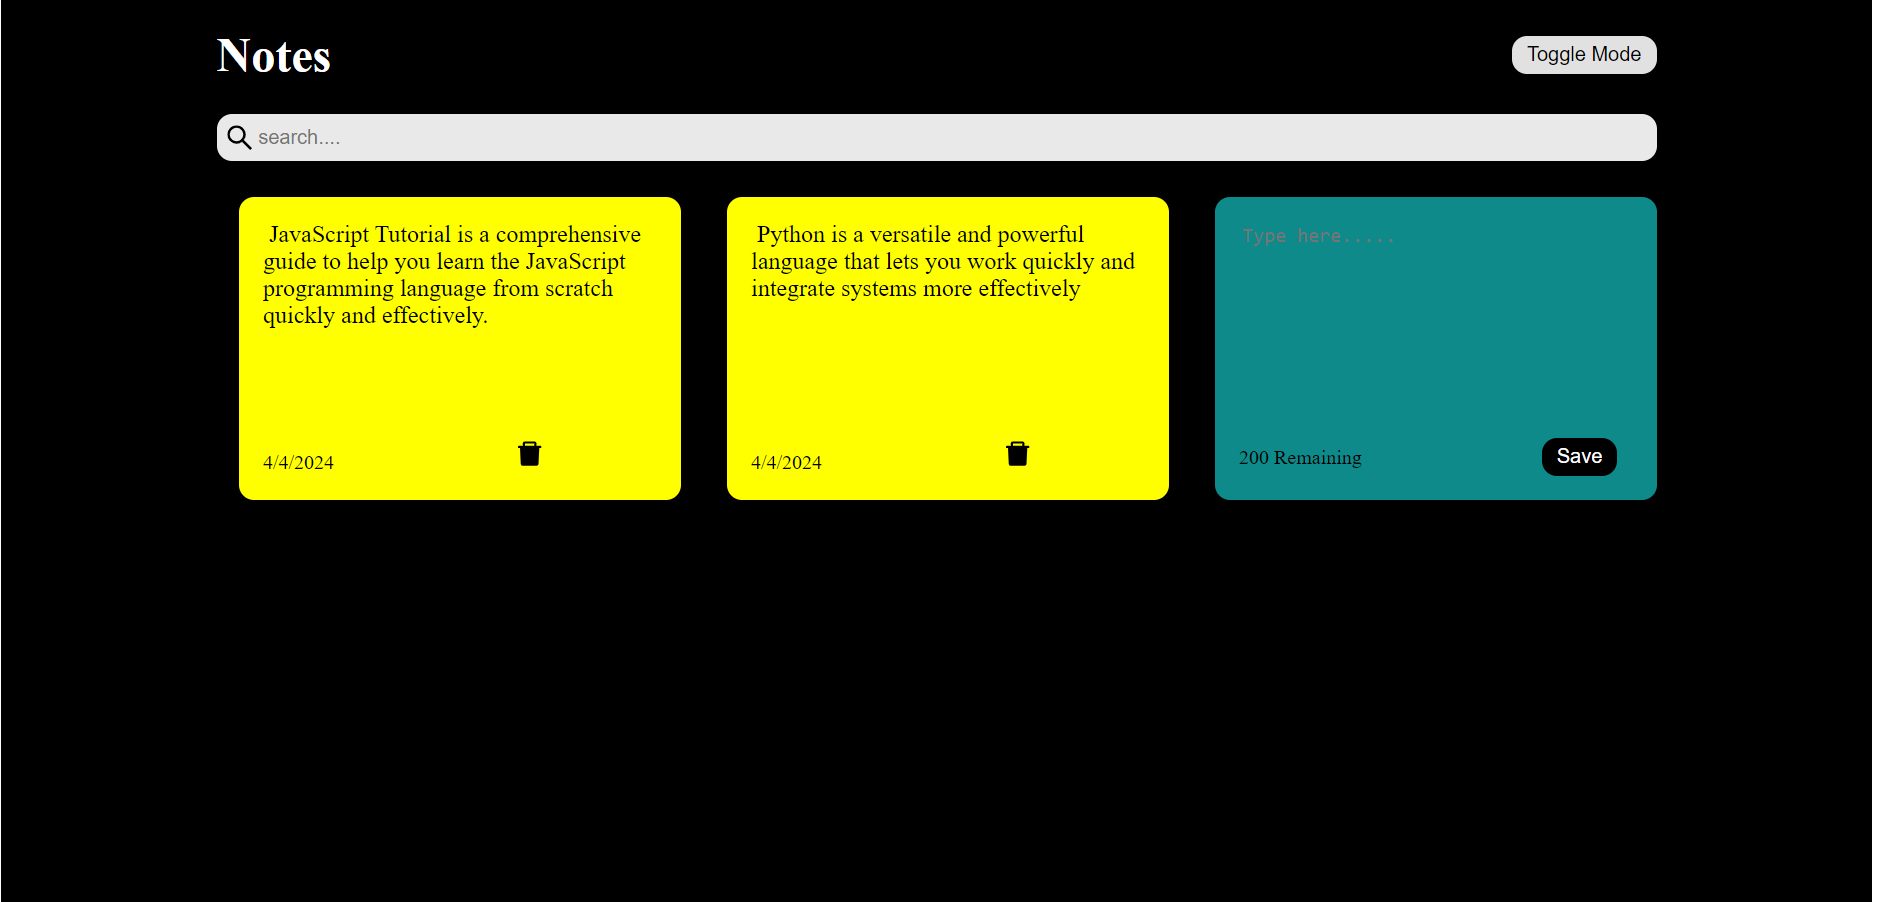 Notes
Toggle Mode
search....
JavaScript Tutorial is a comprehensive
guide to help you learn the JavaScript
programming language from scratch
quickly and effectively.
4/4/2024
Python is a versatile and powerful
language that lets you work quickly and
integrate systems more effectively
4/4/2024
Type here.....
200 Remaining
Save